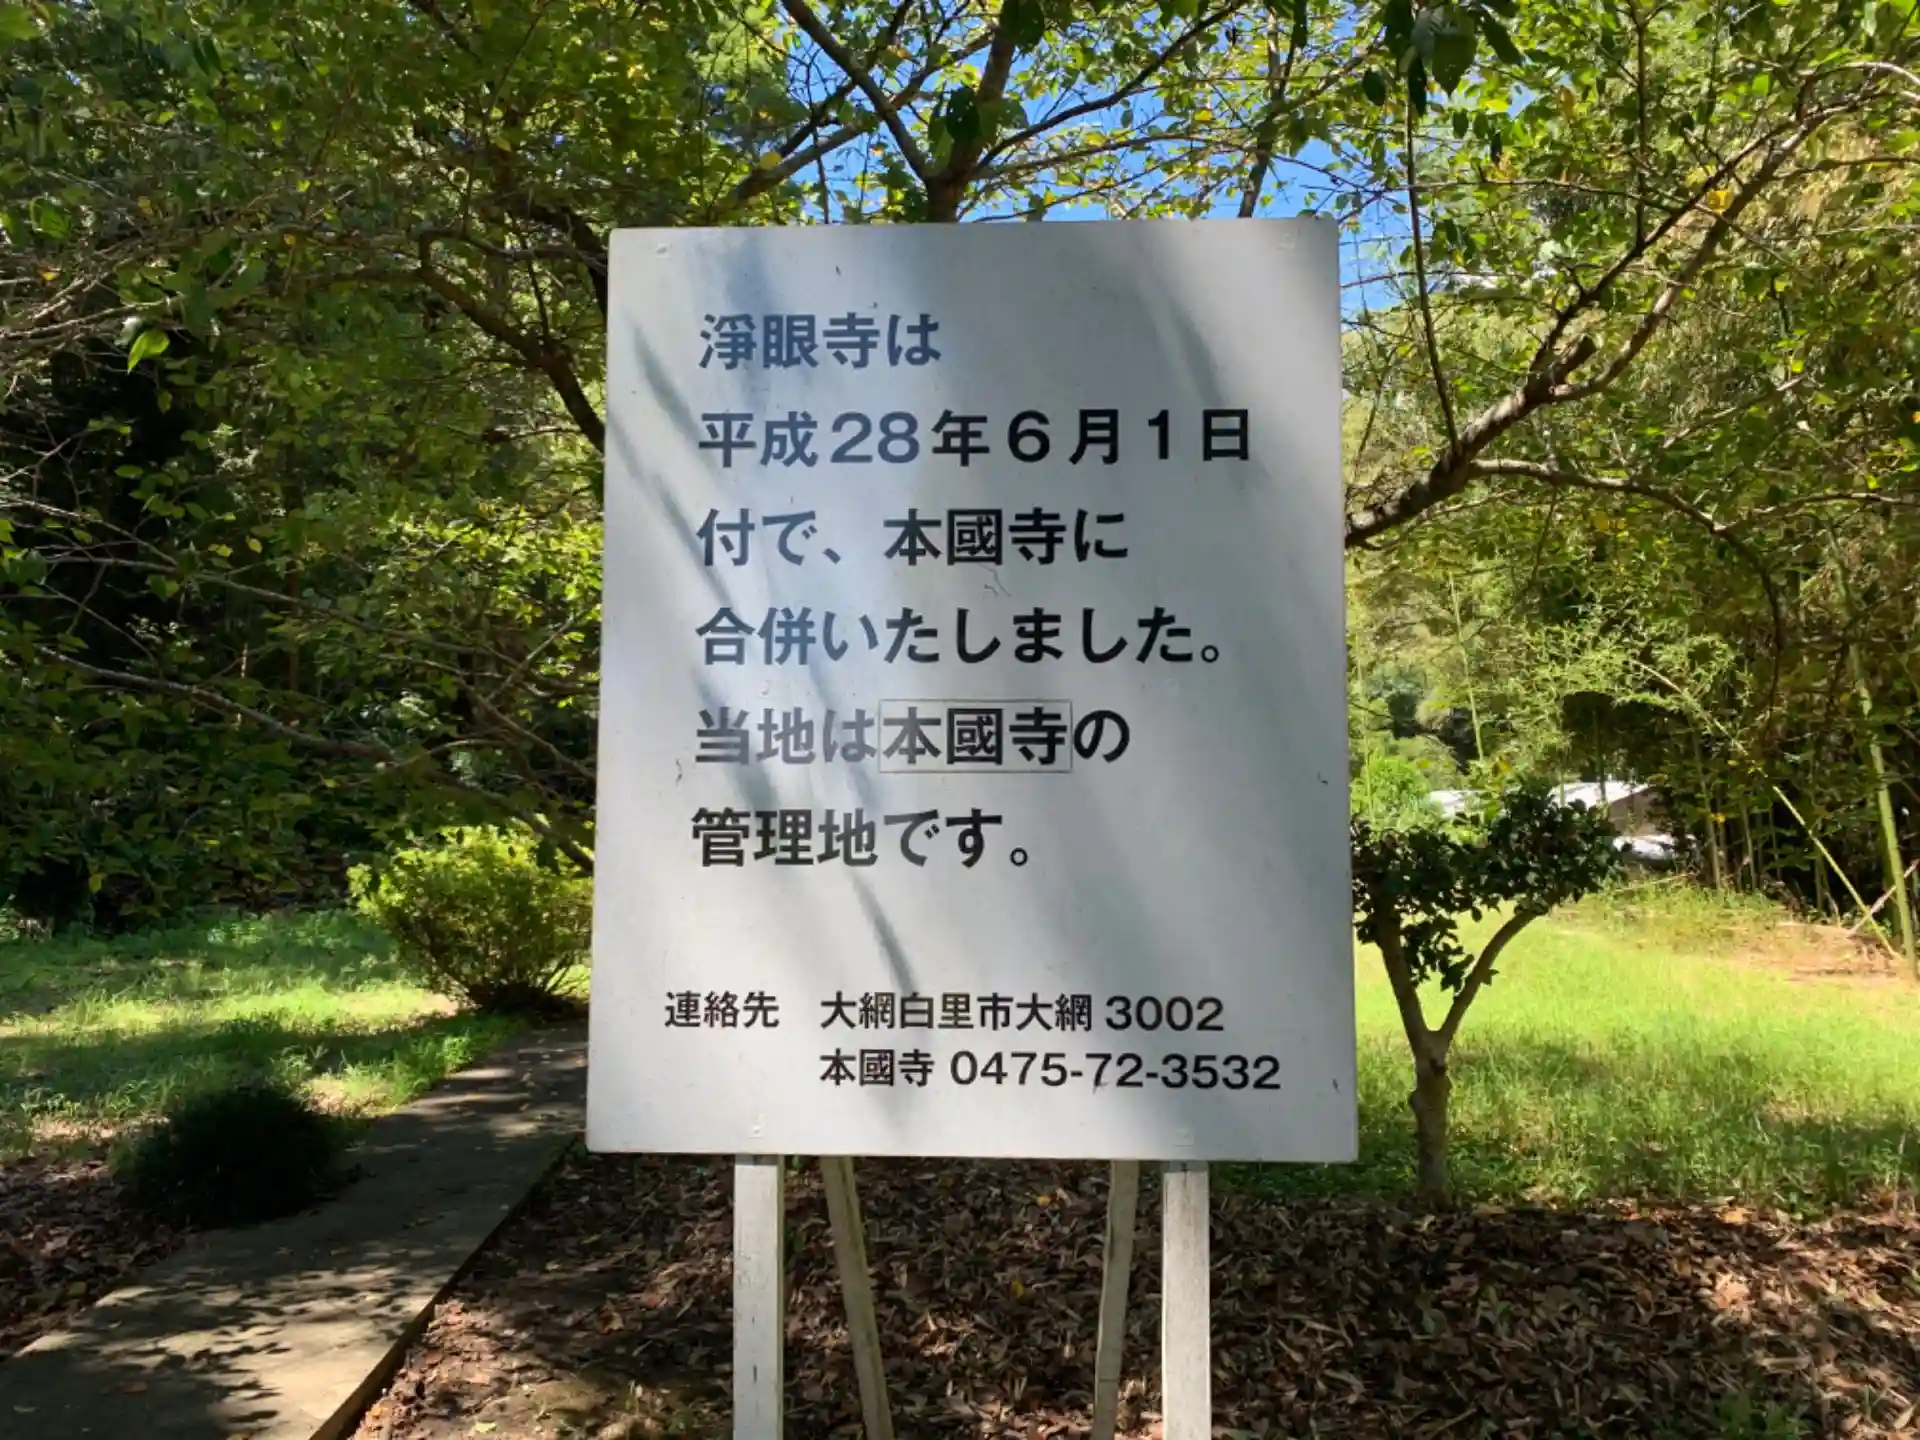 淨眼寺は
平成28年６月１日
付で、本國寺に
合併いたしました。
当地は本國寺の
管理地です。
連絡先　大網白里市大網 3002
本國寺 0475-72-3532